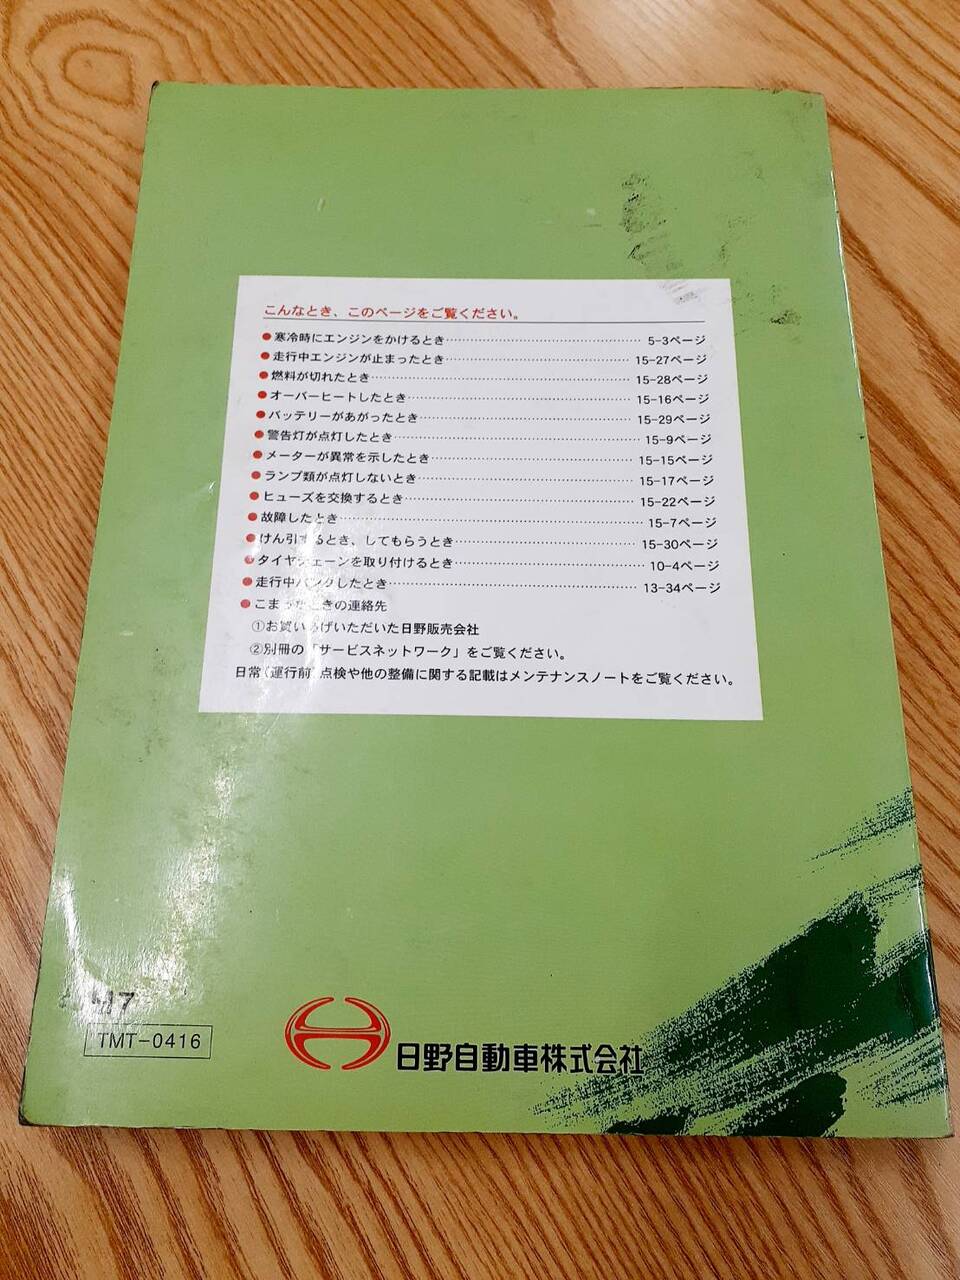 こんなとき、このページをご覧ください。
●寒冷時にエンジンをかけるとき…………5-3ページ
●走行中エンジンが止まったとき…………15-27ページ
●燃料が切れたとき…………15-28ページ
●オーバーヒートしたとき…………15-16ページ
●バッテリーがあがったとき…………15-29ページ
●警告灯が点灯したとき…………15-9ページ
●メーターが異常を示したとき…………15-15ページ
●ランプ類が点灯しないとき…………15-17ページ
●ヒューズを交換するとき…………15-22ページ
●故障したとき…………15-7ページ
●けん引するとき、してもらうとき…………15-30ページ
●タイヤチェーンを取り付けるとき…………10-4ページ
●走行中パンクしたとき…………13-34ページ
●こまったときの連絡先
①お買いあげいただいた日野販売会社
②別冊の「サービスネットワーク」をご覧ください。
日常(運行前)点検や他の整備に関する記載はメンテナンスノートをご覧ください。
TMT-0416
日野自動車株式会社